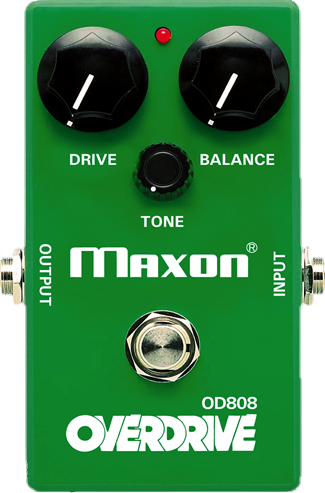 DRIVE BALANCE
TONE
OUTPUT
maxon®
INPUT
OD808
OVERDRIVE